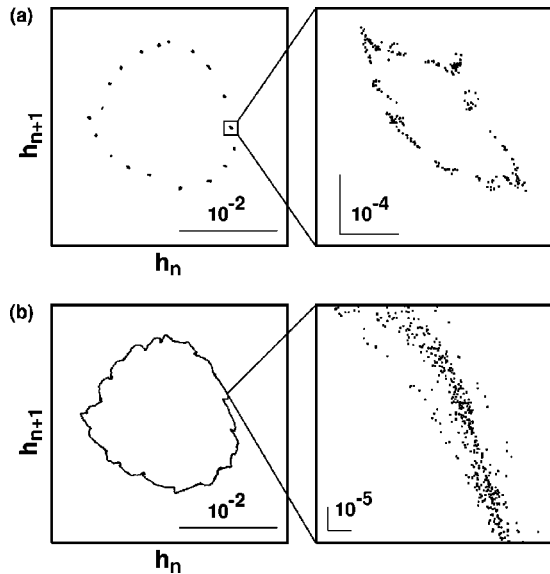 (a)
h_{n+1}
10^{-2}
10^{-4}
h_n
(b)
h_{n+1}
10^{-2}
10^{-5}
h_n